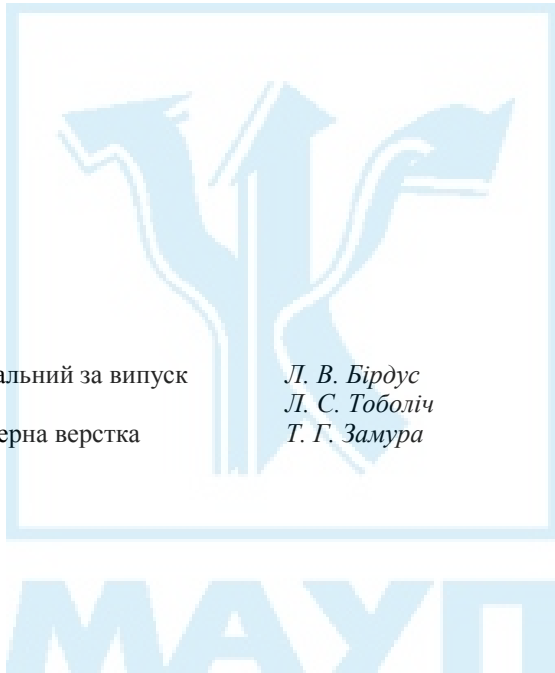 альний за випуск Л. В. Бірдус
Л. С. Тоболіч
ерна верстка Т. Г. Замура
МАУП